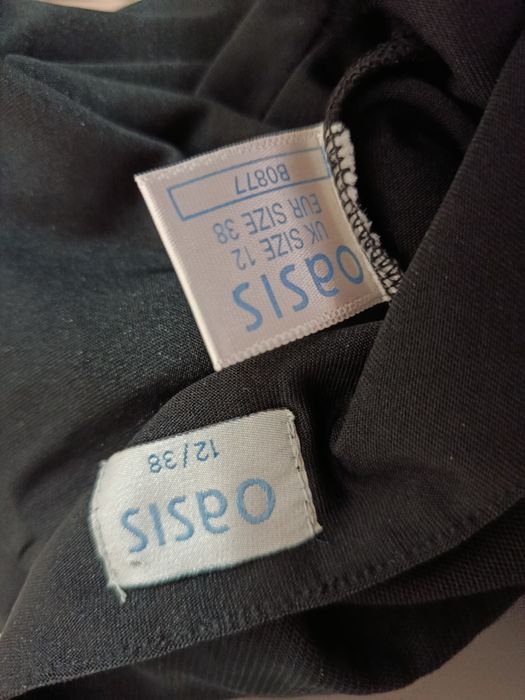 oasis
UK SIZE 12
EUR SIZE 38
B0877
oasis
12/38